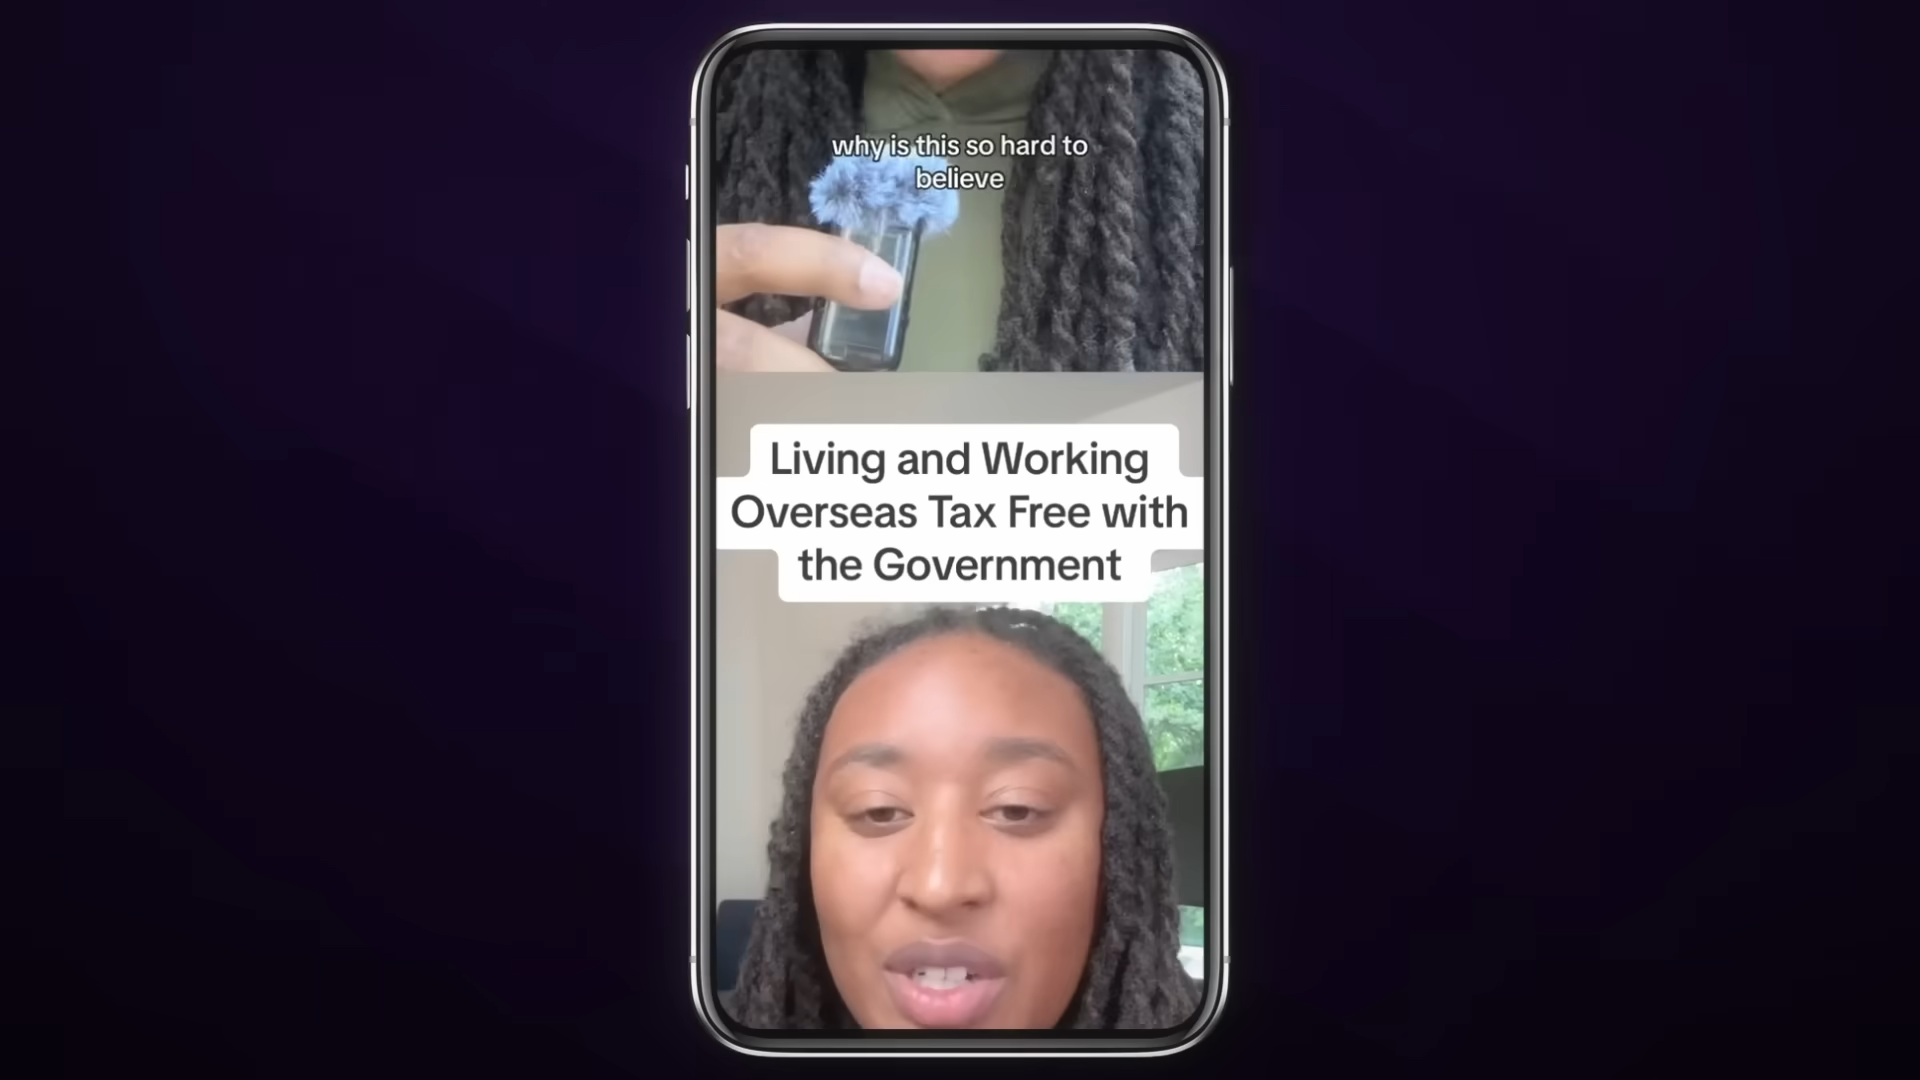 why is this so hard to
believe
Living and Working
Overseas Tax Free with
the Government